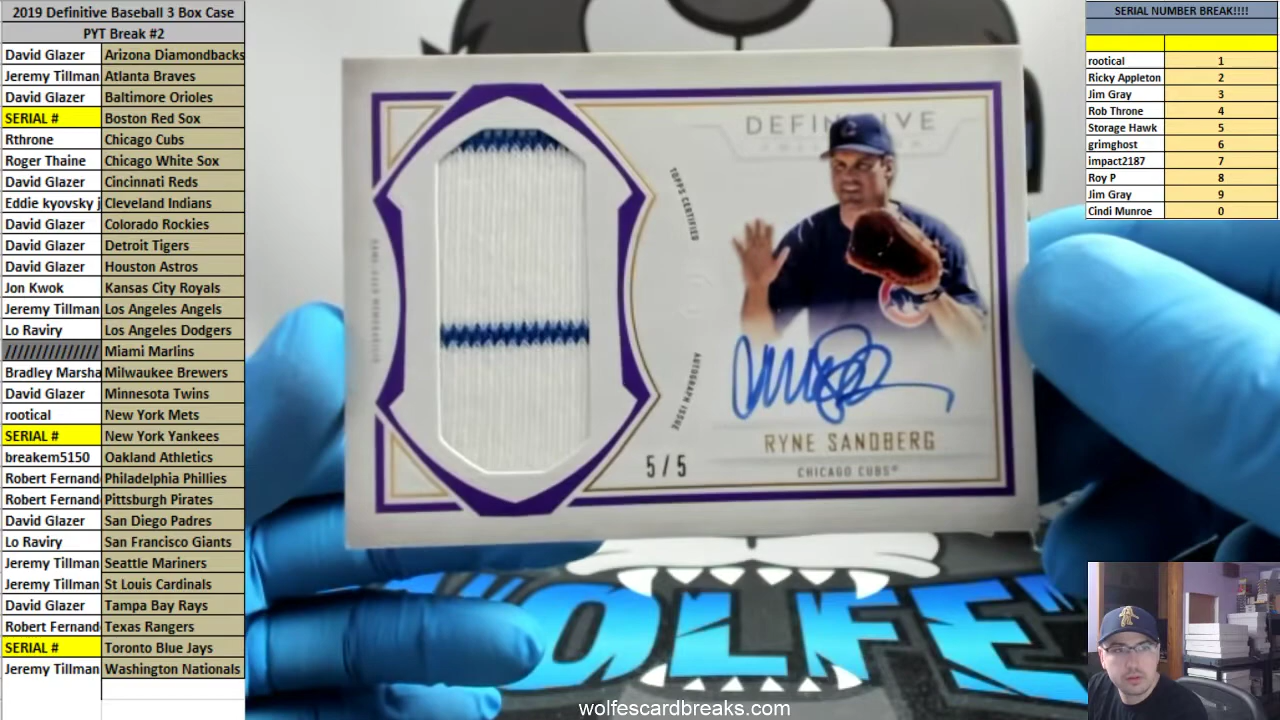 2019 Definitive Baseball 3 Box Case
PYT Break #2
David Glazer Arizona Diamondbacks
Jeremy Tillman Atlanta Braves
David Glazer Baltimore Orioles
SERIAL # Boston Red Sox
Rthrone Chicago Cubs
Roger Thaine Chicago White Sox
David Glazer Cincinnati Reds
Eddie kyovsky j Cleveland Indians
David Glazer Colorado Rockies
David Glazer Detroit Tigers
David Glazer Houston Astros
Jon Kwok Kansas City Royals
Jeremy Tillman Los Angeles Angels
Lo Raviry Los Angeles Dodgers
/////////////// Miami Marlins
Bradley Marsha Milwaukee Brewers
David Glazer Minnesota Twins
rootical New York Mets
SERIAL # New York Yankees
breakem5150 Oakland Athletics
Robert Fernand Philadelphia Phillies
Robert Fernand Pittsburgh Pirates
David Glazer San Diego Padres
Lo Raviry San Francisco Giants
Jeremy Tillman Seattle Mariners
Jeremy Tillman St Louis Cardinals
David Glazer Tampa Bay Rays
Robert Fernand Texas Rangers
SERIAL # Toronto Blue Jays
Jeremy Tillman Washington Nationals
DEFINITIVE
TOPPS CERTIFIED
AUTOGRAPH ISSUE
RYNE SANDBERG
CHICAGO CUBS
5/5
"WOLFE"
wolfescardbreaks.com
SERIAL NUMBER BREAK!!!!
rootical 1
Ricky Appleton 2
Jim Gray 3
Rob Throne 4
Storage Hawk 5
grimghost 6
impact2187 7
Roy P 8
Jim Gray 9
Cindi Munroe 0